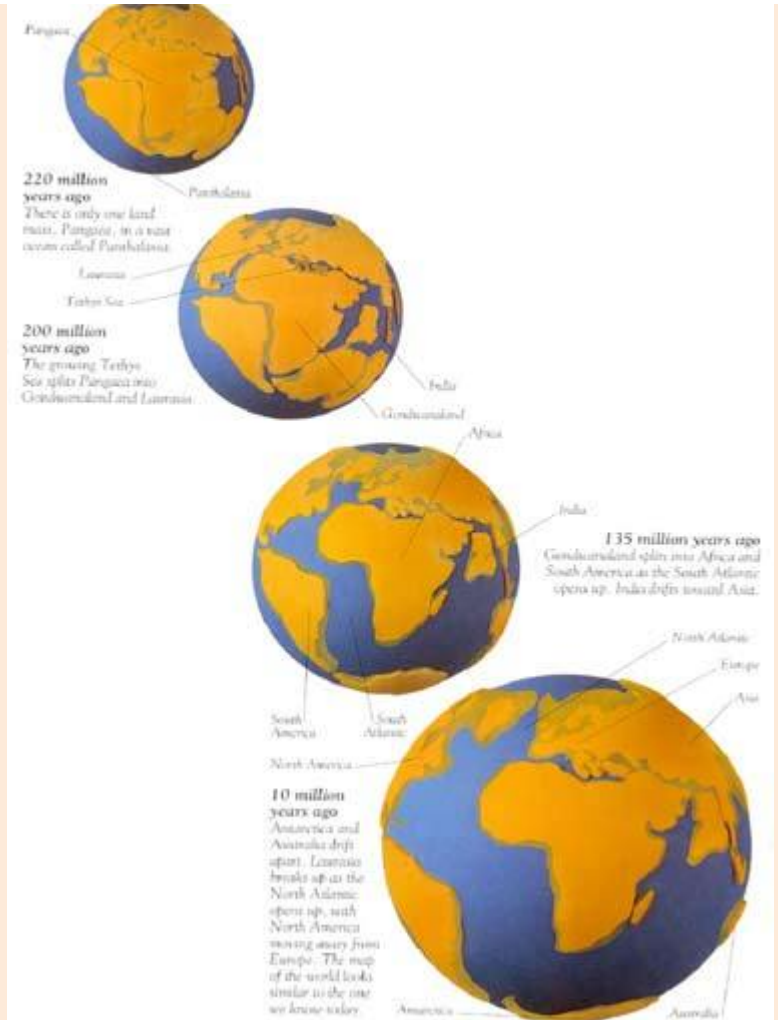 Pangaea
220 million
years ago
There is only one land
mass, Pangaea, in a vast
ocean called Panthalassa.
Panthalassa
Laurasia
Tethys Sea
200 million
years ago
The growing Tethys
Sea splits Pangaea into
Gondwanaland and Laurasia.
India
Gondwanaland
Africa
India
135 million years ago
Gondwanaland splits into Africa and
South America as the South Atlantic
opens up. India drifts toward Asia.
South
America
South
Atlantic
North Atlantic
Europe
Asia
North America
10 million
years ago
Antarctica and
Australia drift
apart. Laurasia
breaks up as the
North Atlantic
opens up, with
North America
moving away from
Europe. The map
of the world looks
similar to the one
we know today.
Antarctica
Australia